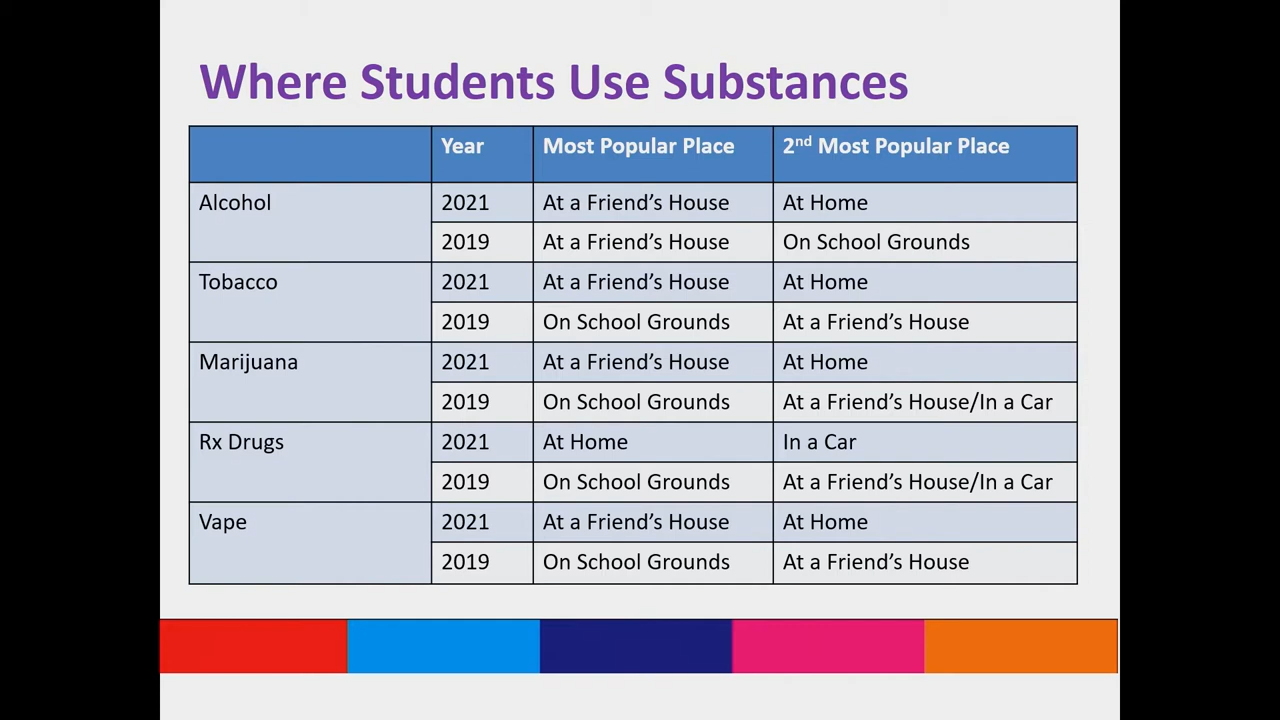 Where Students Use Substances
Year Most Popular Place 2nd Most Popular Place
Alcohol 2021 At a Friend’s House At Home
2019 At a Friend’s House On School Grounds
Tobacco 2021 At a Friend’s House At Home
2019 On School Grounds At a Friend’s House
Marijuana 2021 At a Friend’s House At Home
2019 On School Grounds At a Friend’s House/In a Car
Rx Drugs 2021 At Home In a Car
2019 On School Grounds At a Friend’s House/In a Car
Vape 2021 At a Friend’s House At Home
2019 On School Grounds At a Friend’s House